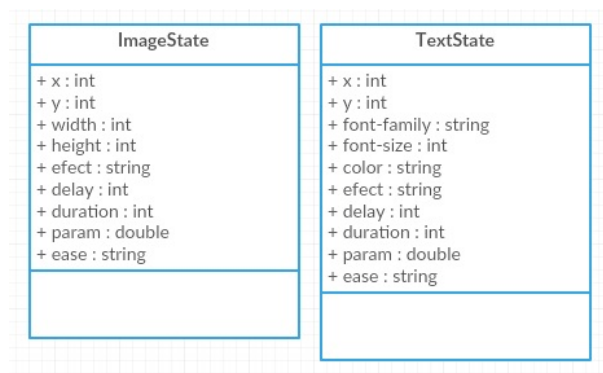 ImageState
+ x : int
+ y : int
+ width : int
+ height : int
+ efect : string
+ delay : int
+ duration : int
+ param : double
+ ease : string
TextState
+ x : int
+ y : int
+ font-family : string
+ font-size : int
+ color : string
+ efect : string
+ delay : int
+ duration : int
+ param : double
+ ease : string